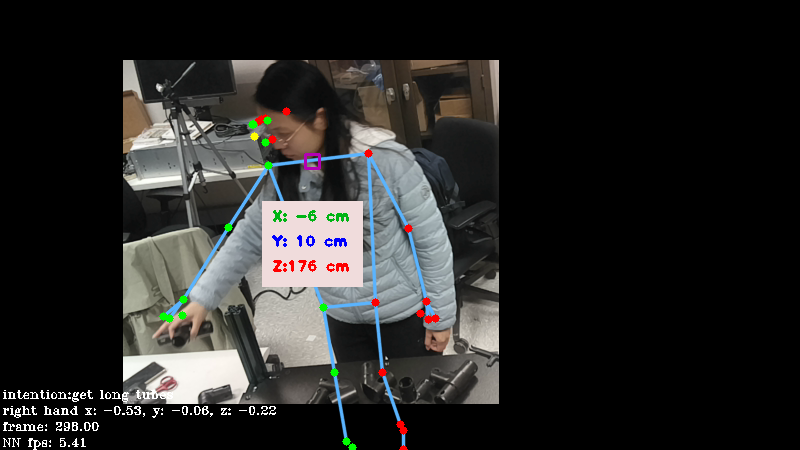 X: -6 cm
Y: 10 cm
Z:176 cm
intention:get long tubes
right hand x: -0.53, y: -0.06, z: -0.22
frame: 298.00
NN fps: 5.41